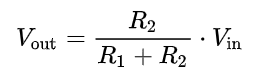 V_out = R_2 / (R_1 + R_2) · V_in